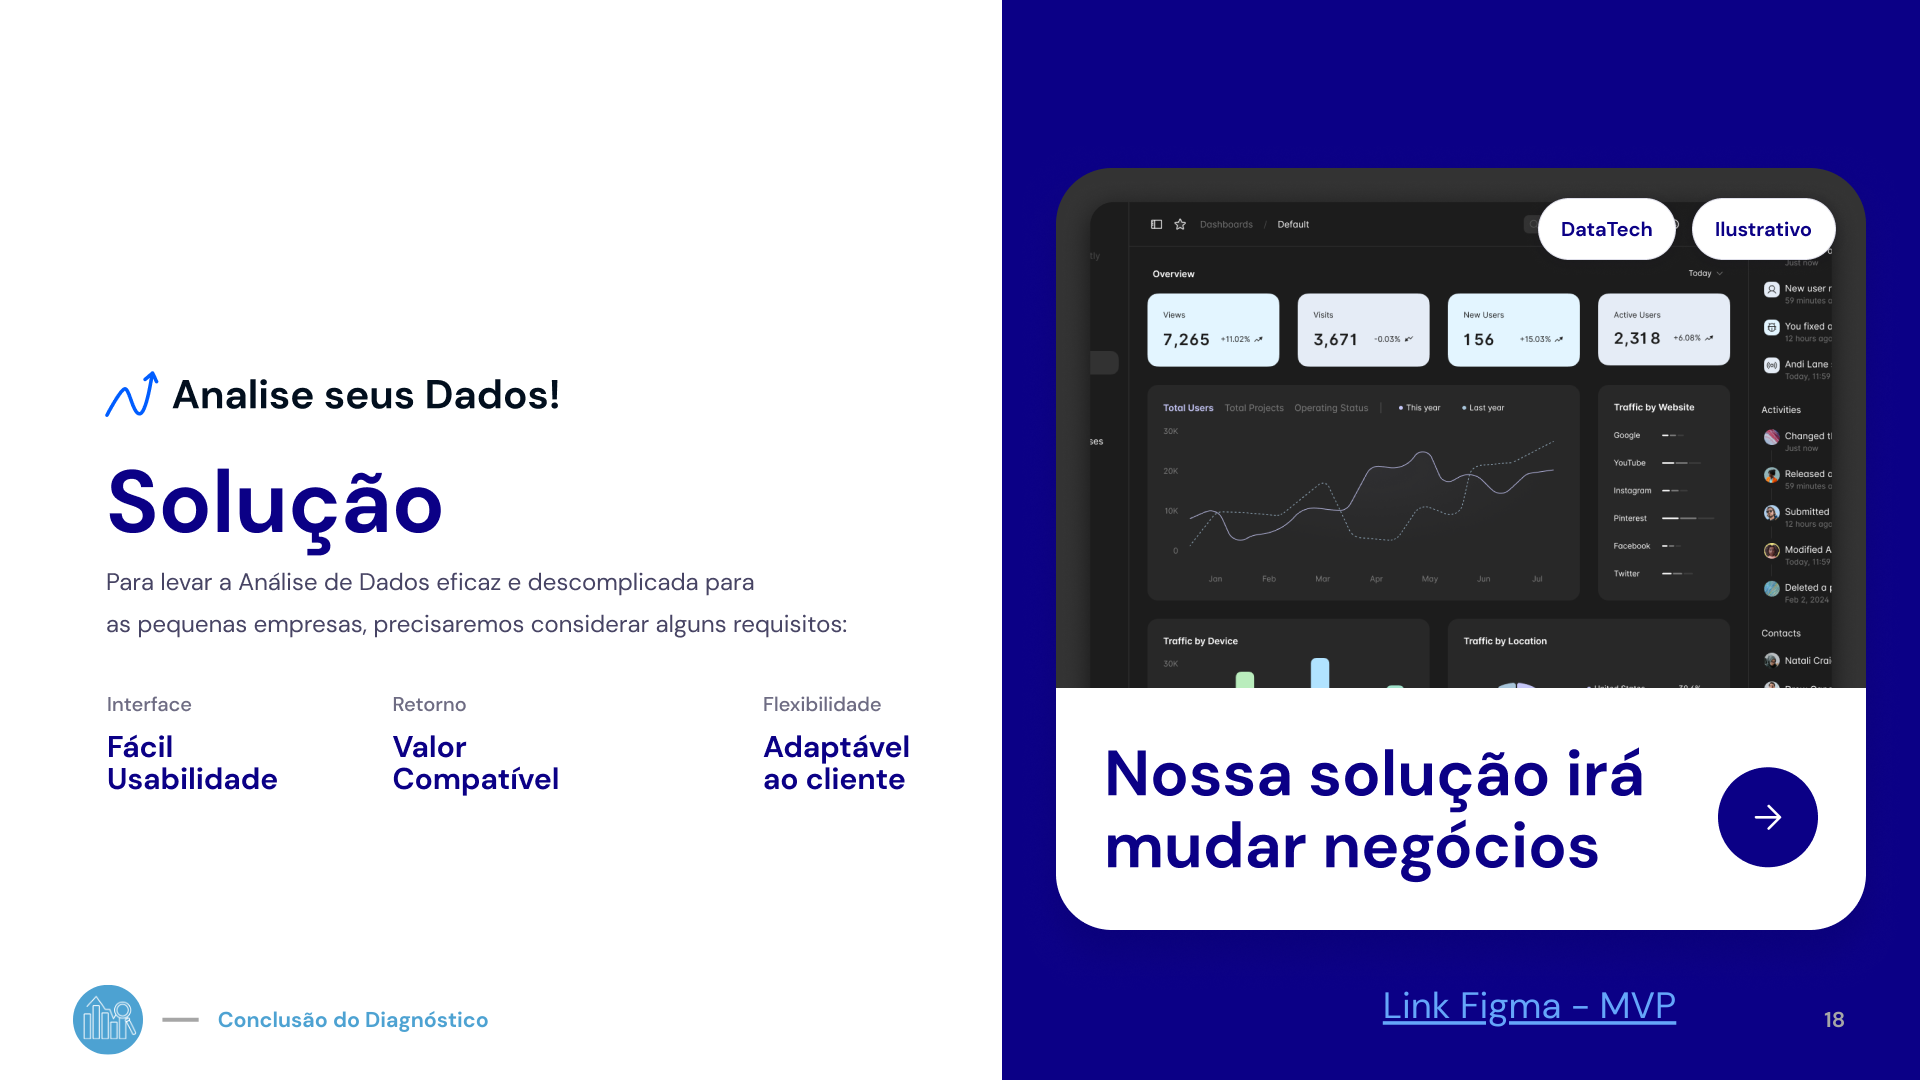 Analise seus Dados!
Solução
Para levar a Análise de Dados eficaz e descomplicada para
as pequenas empresas, precisaremos considerar alguns requisitos:
Interface
Fácil
Usabilidade
Retorno
Valor
Compatível
Flexibilidade
Adaptável
ao cliente
Conclusão do Diagnóstico
DataTech
Ilustrativo
Dashboards / Default
Overview
Today
Views
7,265 +11.02%
Visits
3,671 -0.03%
New Users
156 +15.03%
Active Users
2,318 +6.08%
Total Users Total Projects Operating Status | This year Last year
30K
20K
10K
0
Jan Feb Mar Apr May Jun Jul
Traffic by Website
Google
YouTube
Instagram
Pinterest
Facebook
Twitter
Traffic by Device
30K
Traffic by Location
Just now
New user
59 minutes
You fixed
12 hours
Andi Lane
Today, 11:59
Activities
Changed
Just now
Released
59 minutes
Submitted
12 hours
Modified
Today, 11:59
Deleted a
Feb 2, 2024
Contacts
Natali
Nossa solução irá
mudar negócios
Link Figma - MVP
18